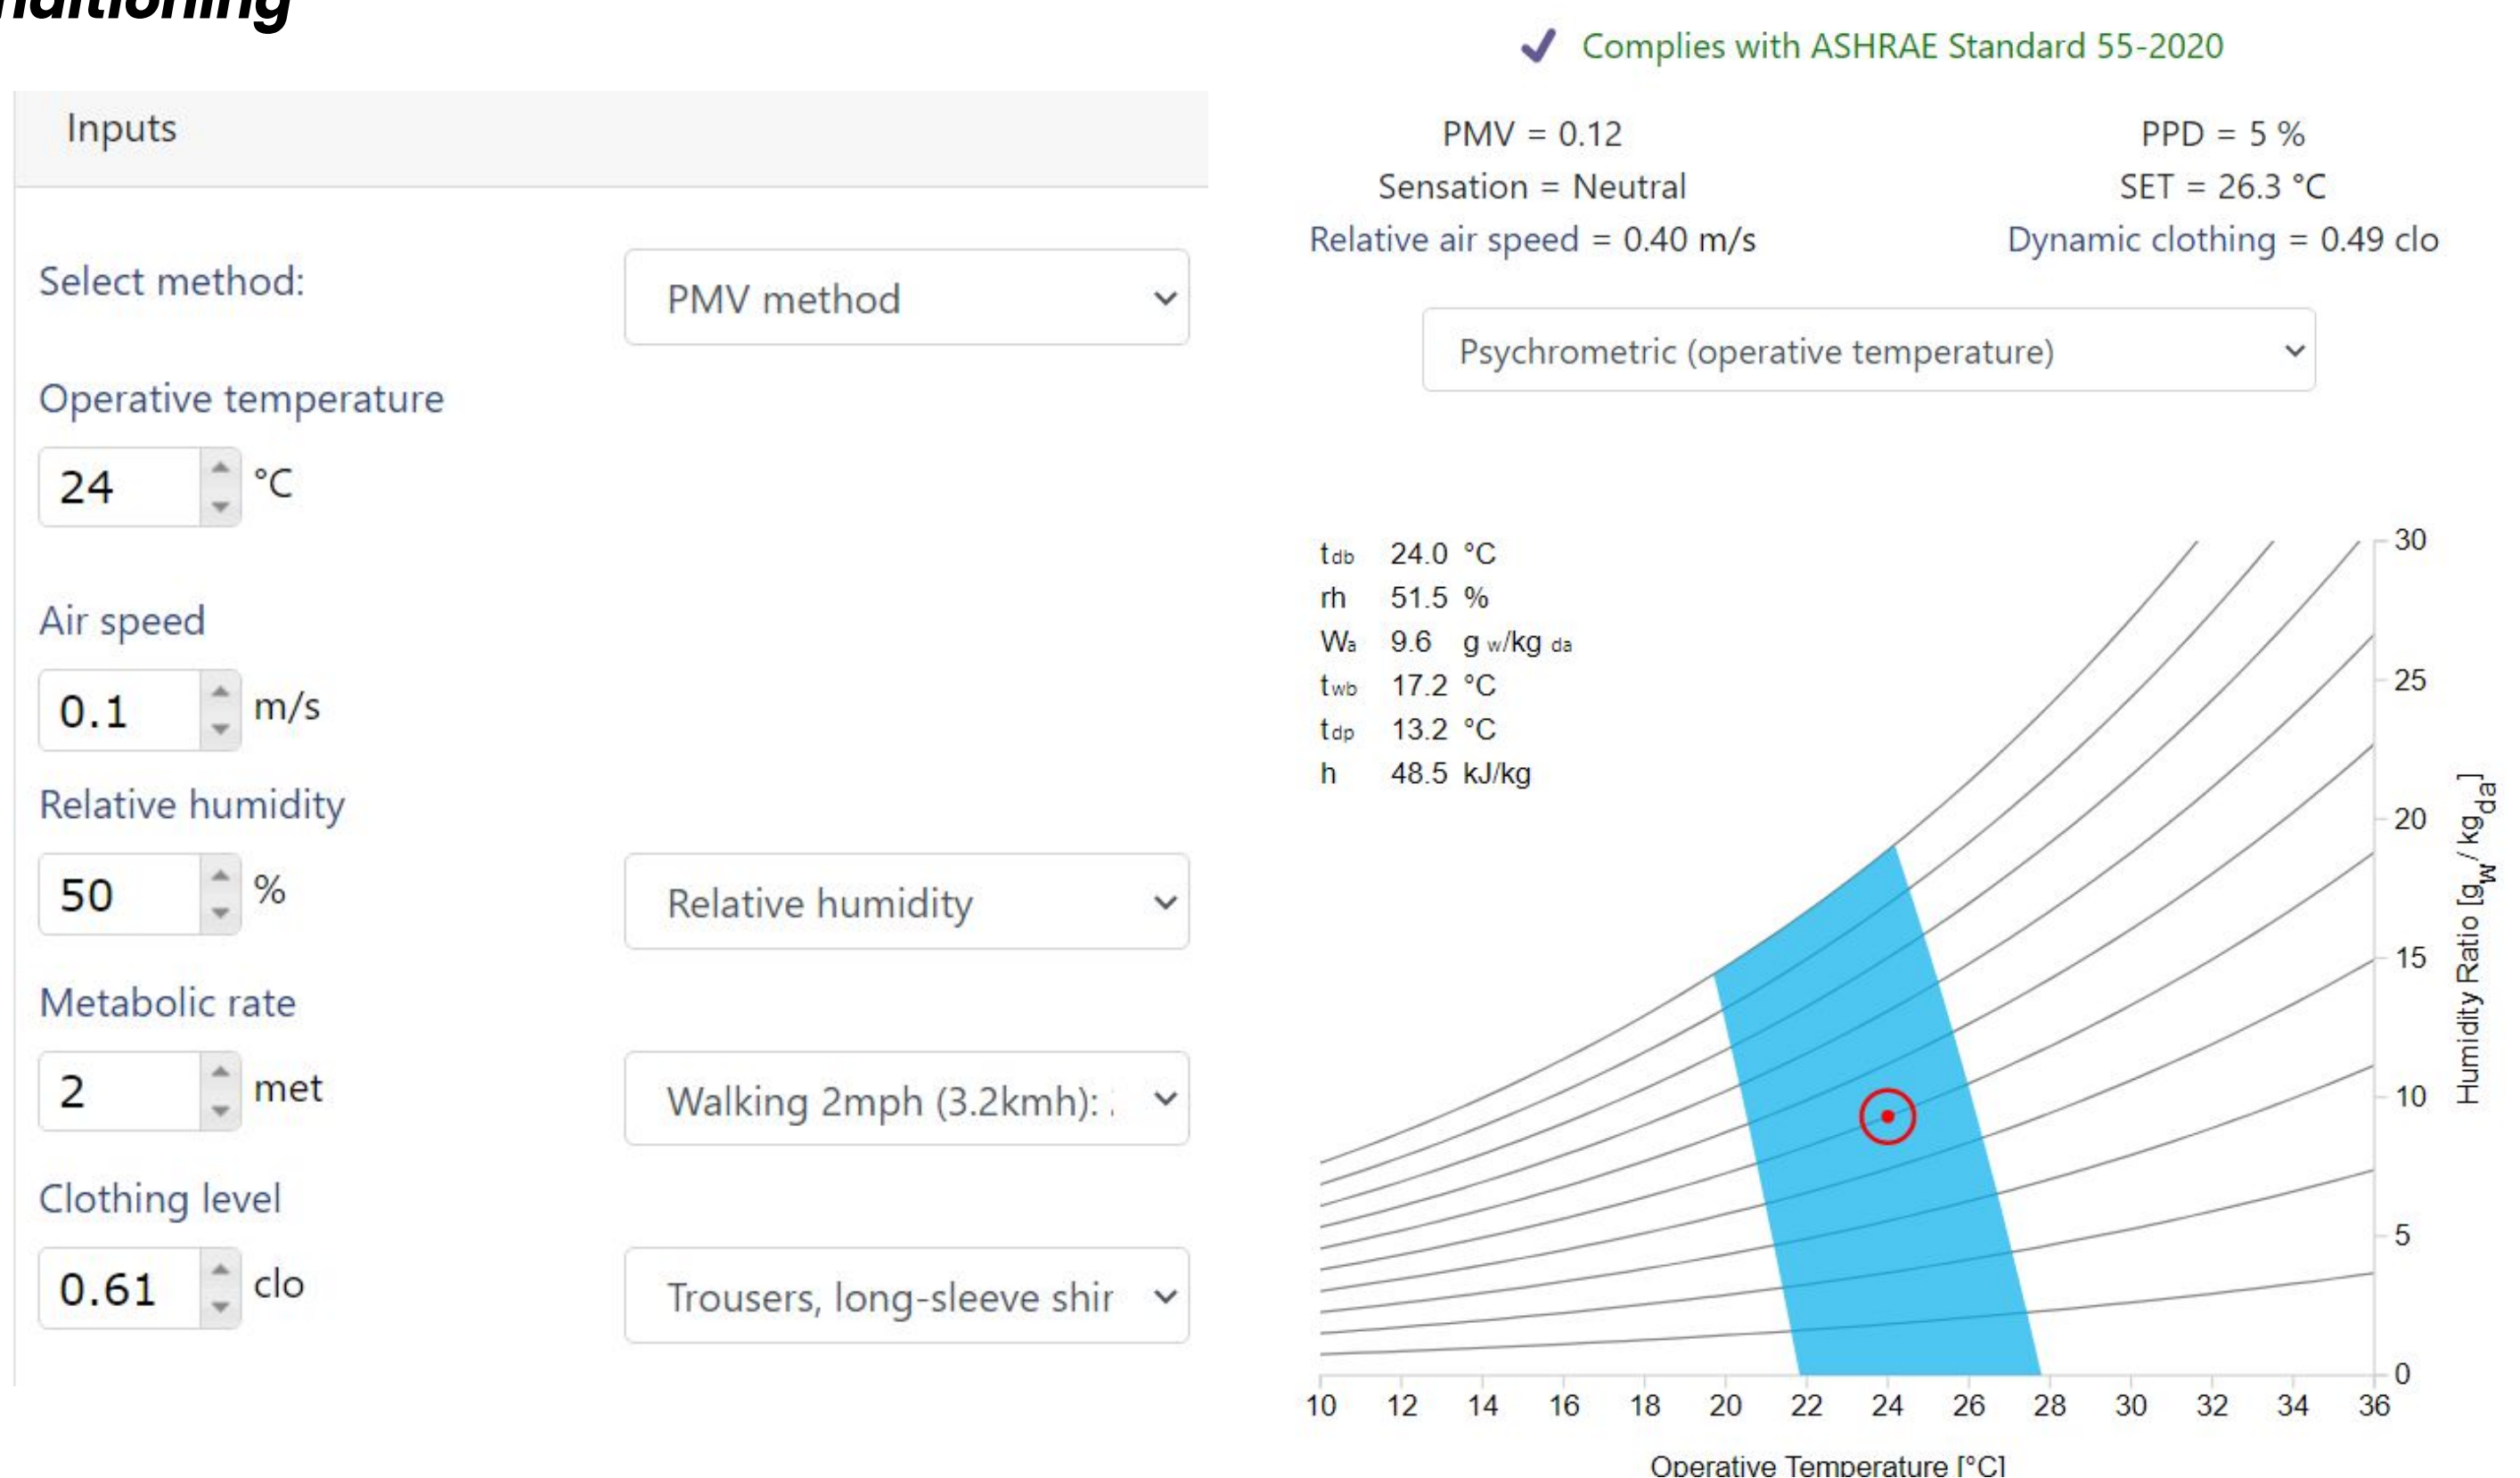 nditioning
Inputs
Select method:
PMV method
Operative temperature
24 °C
Air speed
0.1 m/s
Relative humidity
50 %
Relative humidity
Metabolic rate
2 met
Walking 2mph (3.2kmh):
Clothing level
0.61 clo
Trousers, long-sleeve shir
✔ Complies with ASHRAE Standard 55-2020
PMV = 0.12
PPD = 5 %
Sensation = Neutral
SET = 26.3 °C
Relative air speed = 0.40 m/s
Dynamic clothing = 0.49 clo
Psychrometric (operative temperature)
tdb 24.0 °C
rh 51.5 %
Wa 9.6 g w/kg da
twb 17.2 °C
tdp 13.2 °C
h 48.5 kJ/kg
30
25
20
15
10
5
0
Humidity Ratio [gw / kgda]
10 12 14 16 18 20 22 24 26 28 30 32 34 36
Operative Temperature [°C]